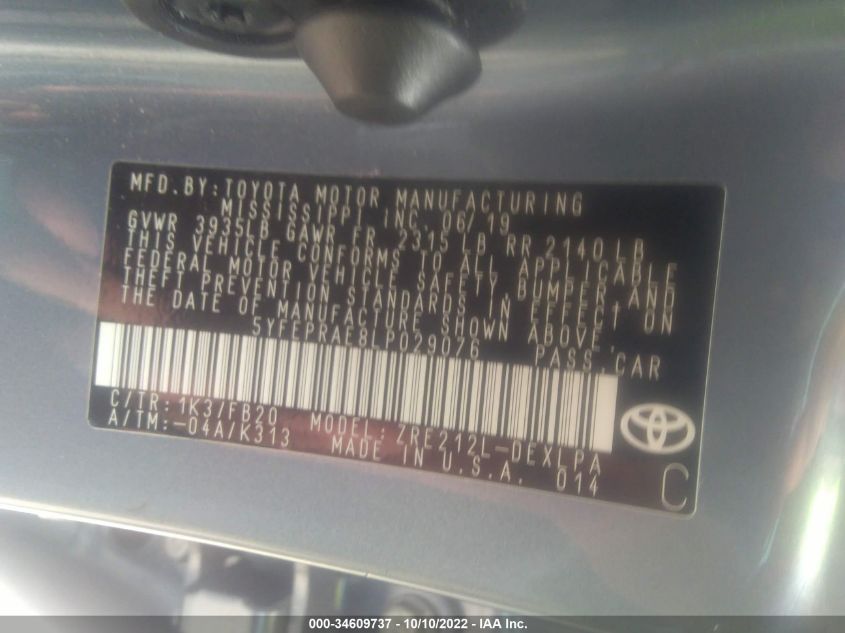 MFD.BY:TOYOTA MOTOR MANUFACTURING
MISSISSIPPI INC. 06/19
GVWR 3935LB GAWR FR 2315 LB RR 2140 LB
THIS VEHICLE CONFORMS TO ALL APPLICABLE
FEDERAL MOTOR VEHICLE SAFETY BUMPER, AND
THEFT PREVENTION STANDARDS IN EFFECT ON
THE DATE OF MANUFACTURE SHOWN ABOVE.
5YFEPRAE8LP029076 PASS.CAR
C/TR: 1K3/FB20 MODEL: ZRE212L-DEXLPA
A/TM:-04A/K313 MADE IN U.S.A. 014
C
000-34609737 - 10/10/2022 - IAA Inc.